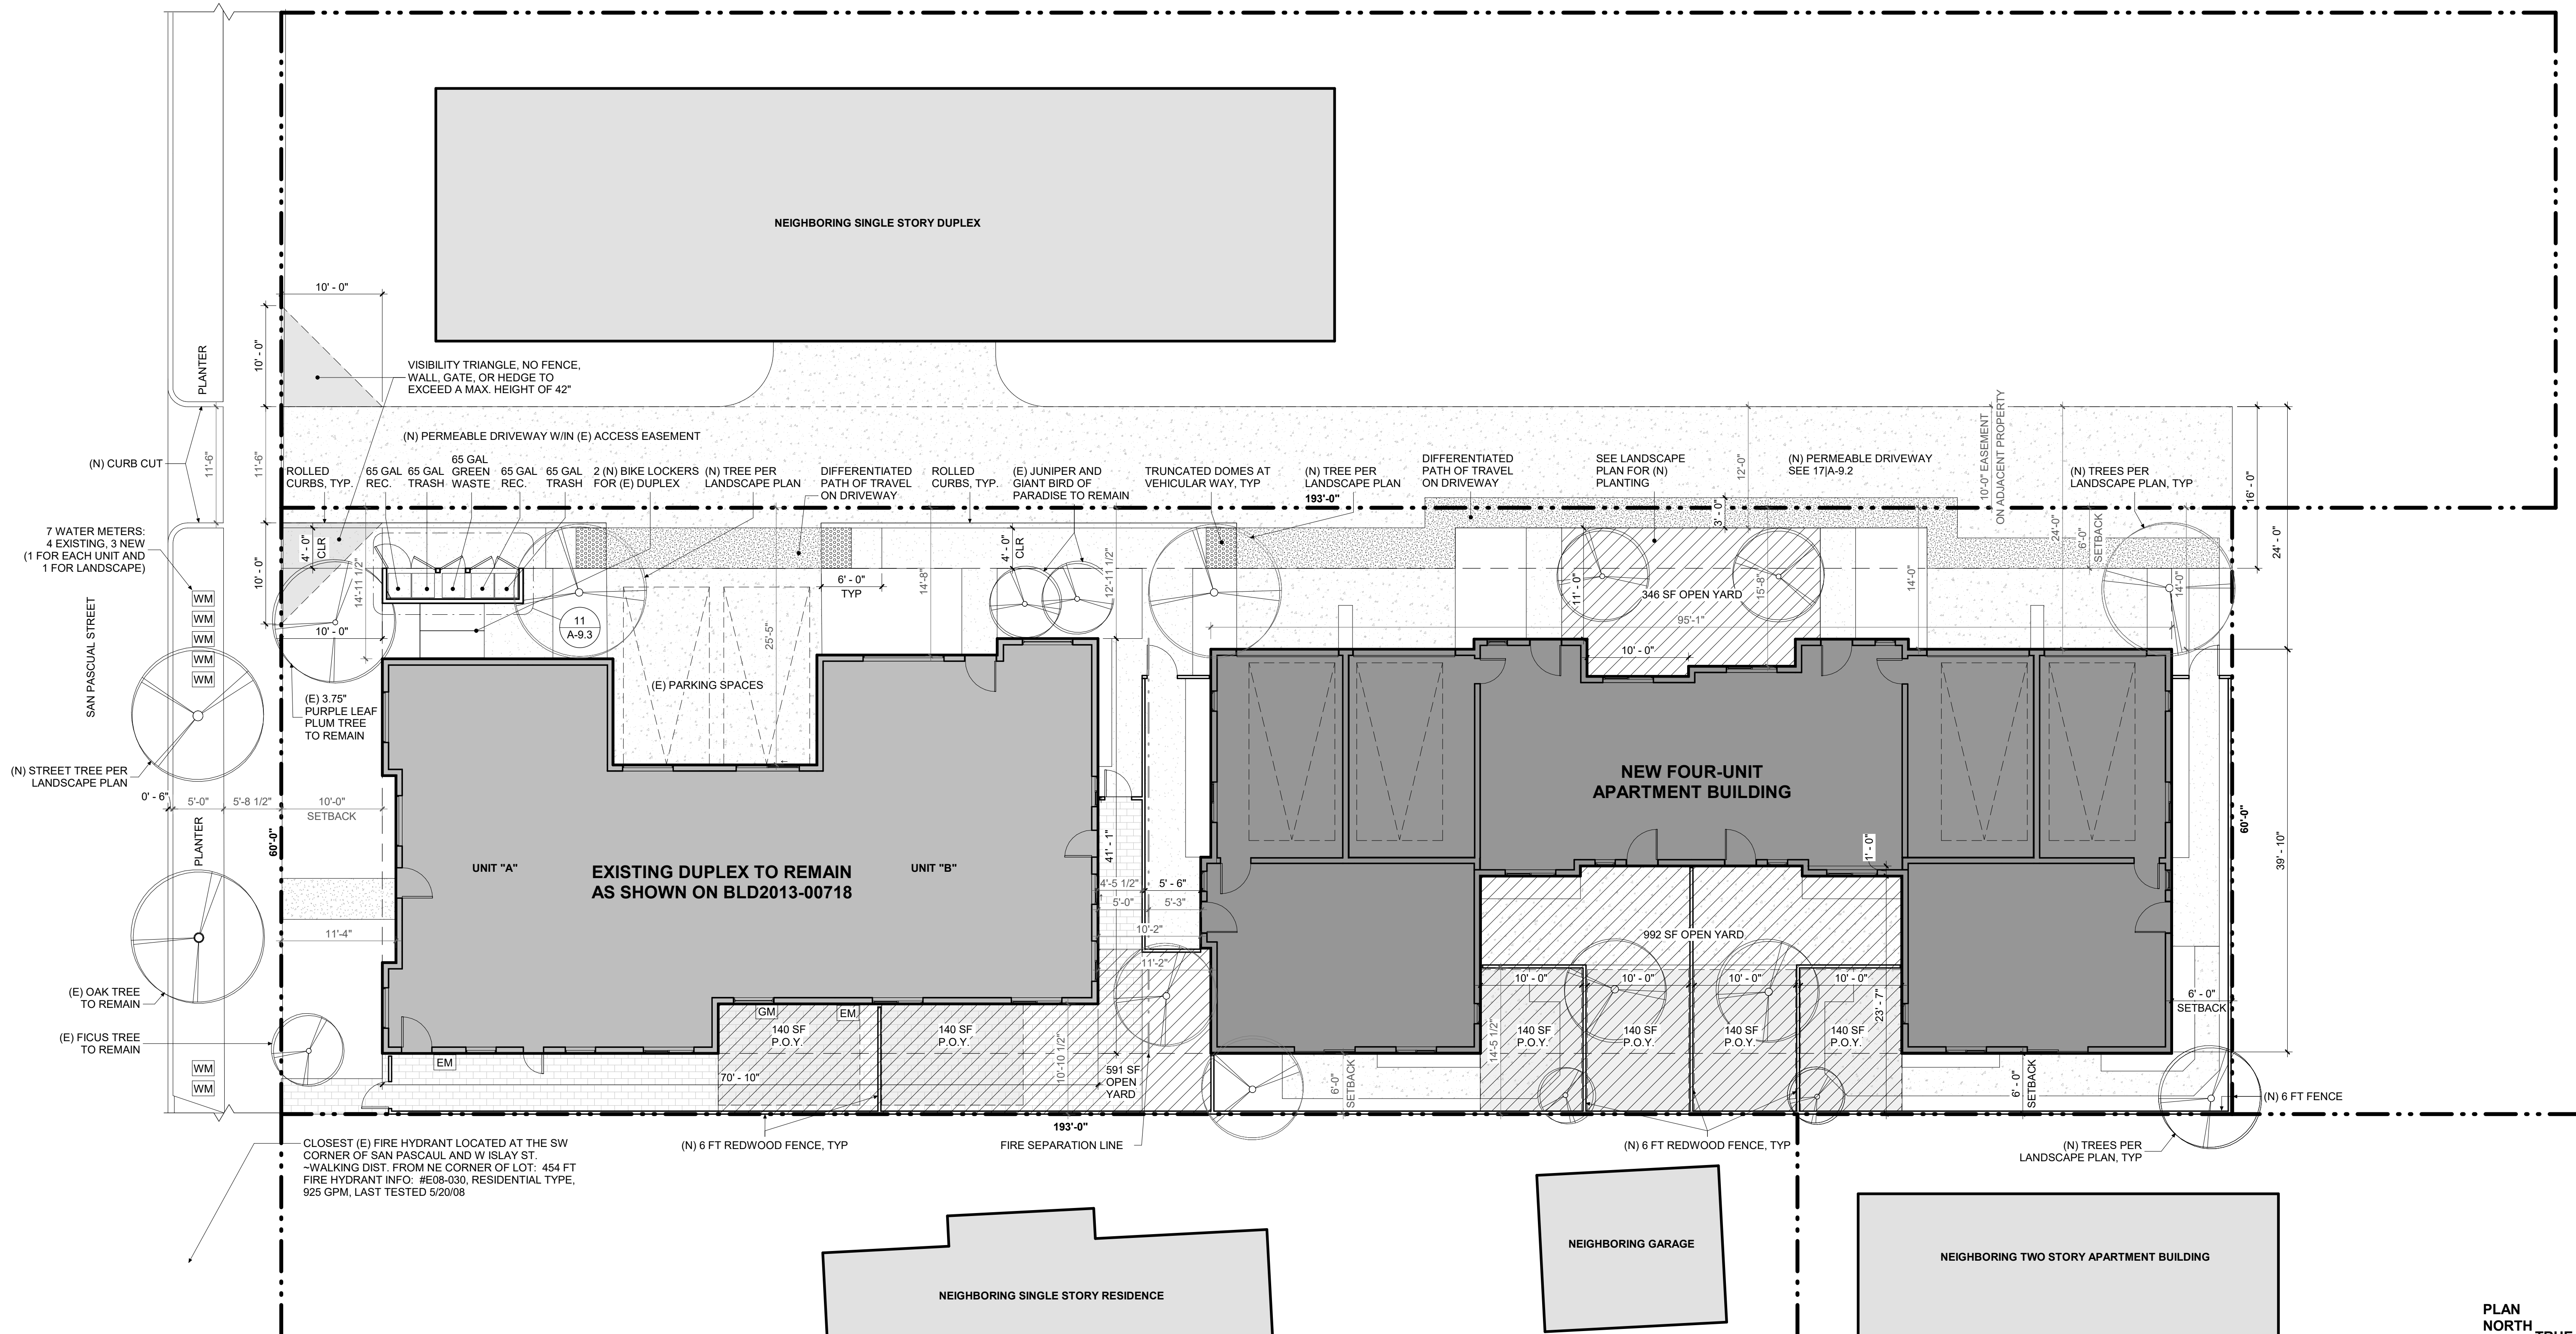 NEIGHBORING SINGLE STORY DUPLEX
10' - 0"
10' - 0"
PLANTER
VISIBILITY TRIANGLE, NO FENCE,
WALL, GATE, OR HEDGE TO
EXCEED A MAX. HEIGHT OF 42"
(N) CURB CUT
11'-6"
11'-6"
(N) PERMEABLE DRIVEWAY W/IN (E) ACCESS EASEMENT
ROLLED
CURBS, TYP.
65 GAL
REC.
65 GAL
TRASH
65 GAL
GREEN
WASTE
65 GAL
REC.
65 GAL
TRASH
2 (N) BIKE LOCKERS
FOR (E) DUPLEX
(N) TREE PER
LANDSCAPE PLAN
DIFFERENTIATED
PATH OF TRAVEL
ON DRIVEWAY
ROLLED
CURBS, TYP.
(E) JUNIPER AND
GIANT BIRD OF
PARADISE TO REMAIN
TRUNCATED DOMES AT
VEHICULAR WAY, TYP
(N) TREE PER
LANDSCAPE PLAN
193'-0"
DIFFERENTIATED
PATH OF TRAVEL
ON DRIVEWAY
SEE LANDSCAPE
PLAN FOR (N)
PLANTING
12'-0"
(N) PERMEABLE DRIVEWAY
SEE 17|A-9.2
10'-0" EASEMENT
ON ADJACENT PROPERTY
24'-0"
6'-0"
SETBACK
(N) TREES PER
LANDSCAPE PLAN, TYP
16' - 0"
24' - 0"
7 WATER METERS:
4 EXISTING, 3 NEW
(1 FOR EACH UNIT AND
1 FOR LANDSCAPE)
SAN PASCUAL STREET
WM
WM
WM
WM
WM
10' - 0"
4' - 0"
CLR
14'-11 1/2"
10' - 0"
11
A-9.3
25'-5"
6' - 0"
TYP
14'-8"
4' - 0"
CLR
12'-11 1/2"
3' - 0"
11' - 0"
346 SF OPEN YARD
15'-8"
95'-1"
10' - 0"
14'-0"
14'-0"
(E) 3.75"
PURPLE LEAF
PLUM TREE
TO REMAIN
(E) PARKING SPACES
(N) STREET TREE PER
LANDSCAPE PLAN
0' - 6"
5'-0"
5'-8 1/2"
10'-0"
SETBACK
PLANTER
60'-0"
UNIT "A"
EXISTING DUPLEX TO REMAIN
AS SHOWN ON BLD2013-00718
UNIT "B"
41' - 1"
4'-5 1/2"
5' - 6"
5'-0"
5'-3"
10'-2"
11'-2"
NEW FOUR-UNIT
APARTMENT BUILDING
1' - 0"
60'-0"
39' - 10"
11'-4"
992 SF OPEN YARD
10' - 0"
10' - 0"
10' - 0"
10' - 0"
23' - 7"
6' - 0"
SETBACK
(E) OAK TREE
TO REMAIN
(E) FICUS TREE
TO REMAIN
WM
WM
EM
GM
EM
140 SF
P.O.Y.
140 SF
P.O.Y.
70' - 10"
10'-10 1/2"
591 SF
OPEN
YARD
6'-0"
SETBACK
14'-5 1/2"
140 SF
P.O.Y.
140 SF
P.O.Y.
140 SF
P.O.Y.
140 SF
P.O.Y.
6' - 0"
SETBACK
(N) 6 FT FENCE
193'-0"
CLOSEST (E) FIRE HYDRANT LOCATED AT THE SW
CORNER OF SAN PASCAUL AND W ISLAY ST.
~WALKING DIST. FROM NE CORNER OF LOT: 454 FT
FIRE HYDRANT INFO: #E08-030, RESIDENTIAL TYPE,
925 GPM, LAST TESTED 5/20/08
(N) 6 FT REDWOOD FENCE, TYP
FIRE SEPARATION LINE
(N) 6 FT REDWOOD FENCE, TYP
(N) TREES PER
LANDSCAPE PLAN, TYP
NEIGHBORING SINGLE STORY RESIDENCE
NEIGHBORING GARAGE
NEIGHBORING TWO STORY APARTMENT BUILDING
PLAN
NORTH